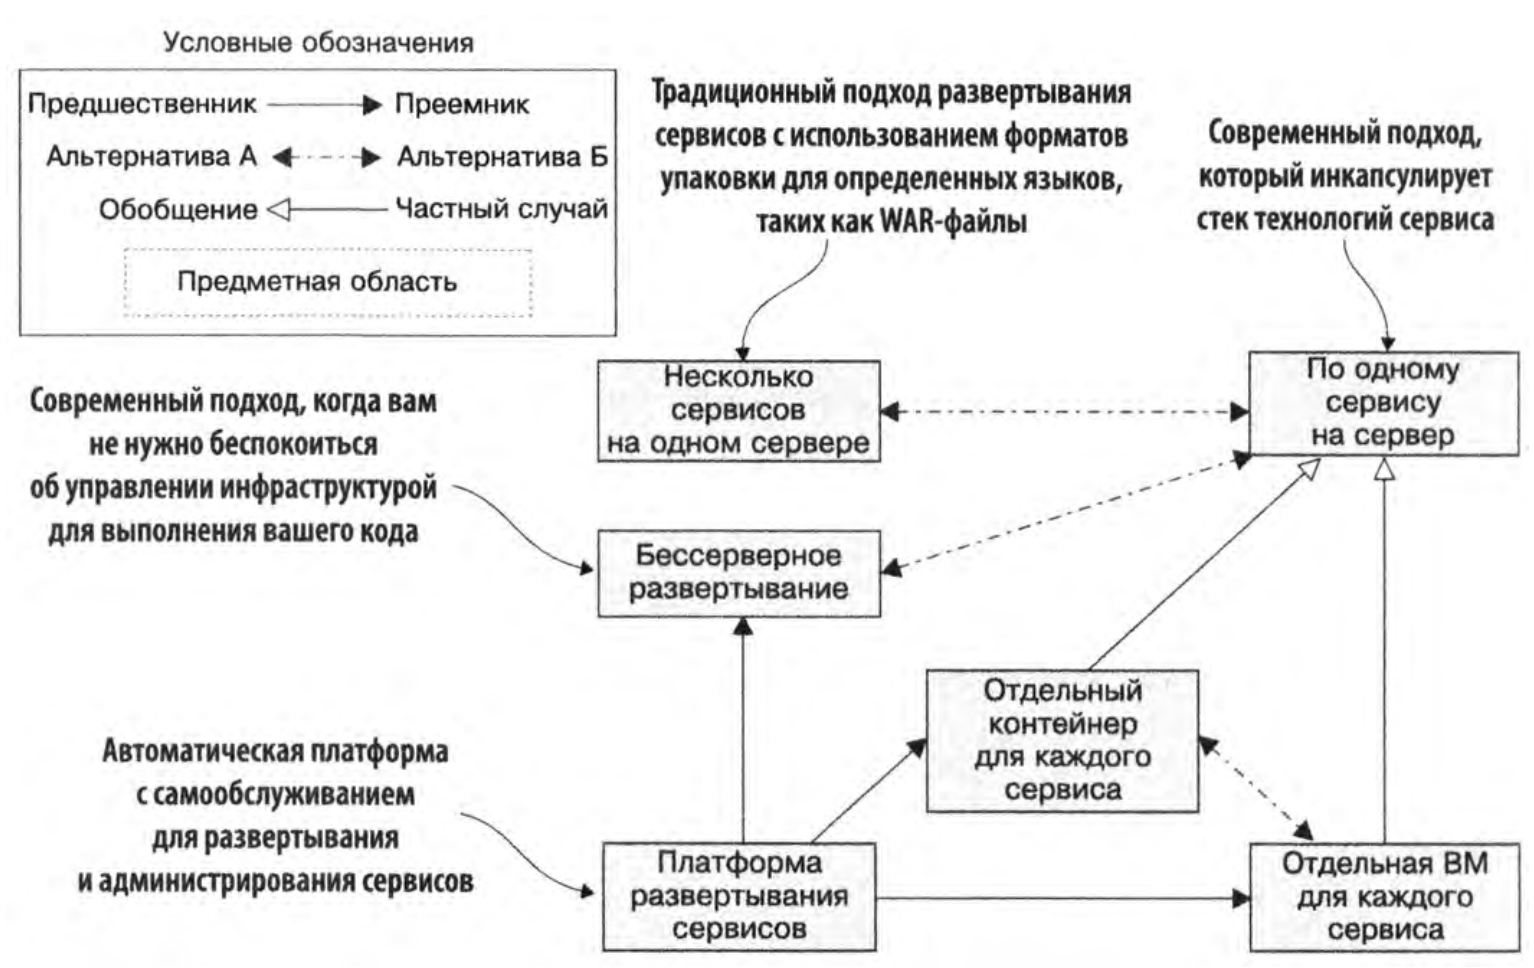 Условные обозначения
Предшественник
Преемник
Альтернатива А
Альтернатива Б
Обобщение
Частный случай
Предметная область
Традиционный подход развертывания
сервисов с использованием форматов
упаковки для определенных языков,
таких как WAR-файлы
Современный подход,
который инкапсулирует
стек технологий сервиса
Несколько
сервисов
на одном сервере
По одному
сервису
на сервер
Современный подход, когда вам
не нужно беспокоиться
об управлении инфраструктурой
для выполнения вашего кода
Бессерверное
развертывание
Отдельный
контейнер
для каждого
сервиса
Автоматическая платформа
с самообслуживанием
для развертывания
и администрирования сервисов
Платформа
развертывания
сервисов
Отдельная ВМ
для каждого
сервиса